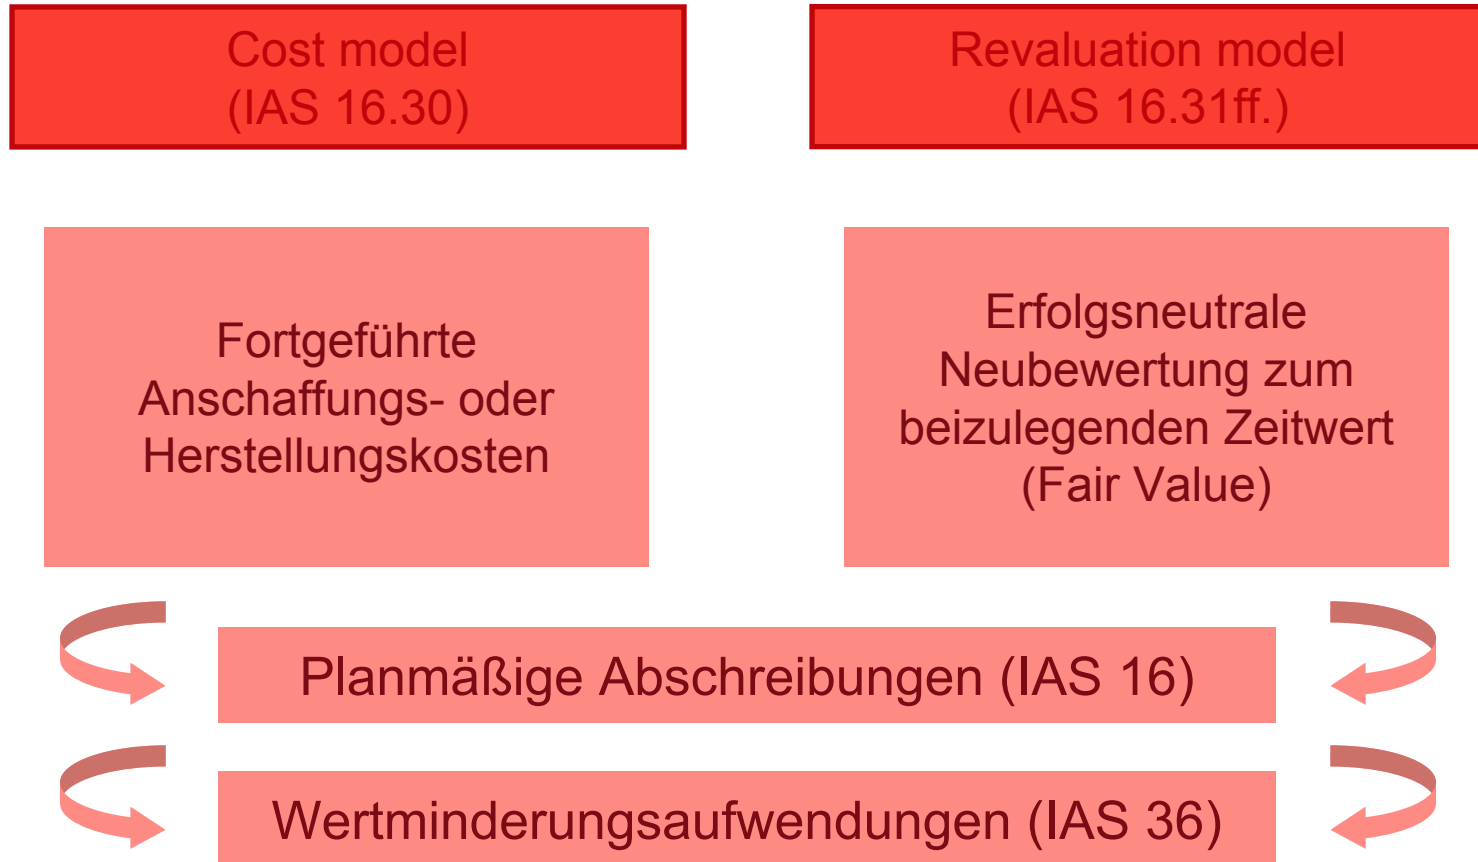 Cost model
(IAS 16.30)
Revaluation model
(IAS 16.31ff.)
Fortgeführte
Anschaffungs- oder
Herstellungskosten
Erfolgsneutrale
Neubewertung zum
beizulegenden Zeitwert
(Fair Value)
Planmäßige Abschreibungen (IAS 16)
Wertminderungsaufwendungen (IAS 36)